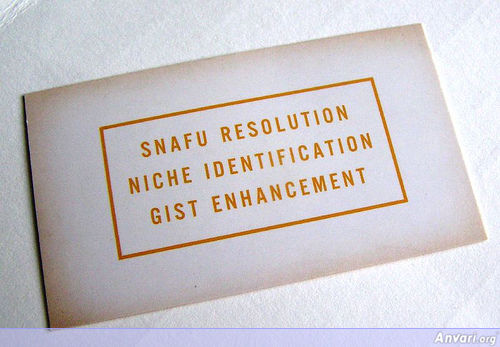 SNAFU RESOLUTION
NICHE IDENTIFICATION
GIST ENHANCEMENT
Anvari.org